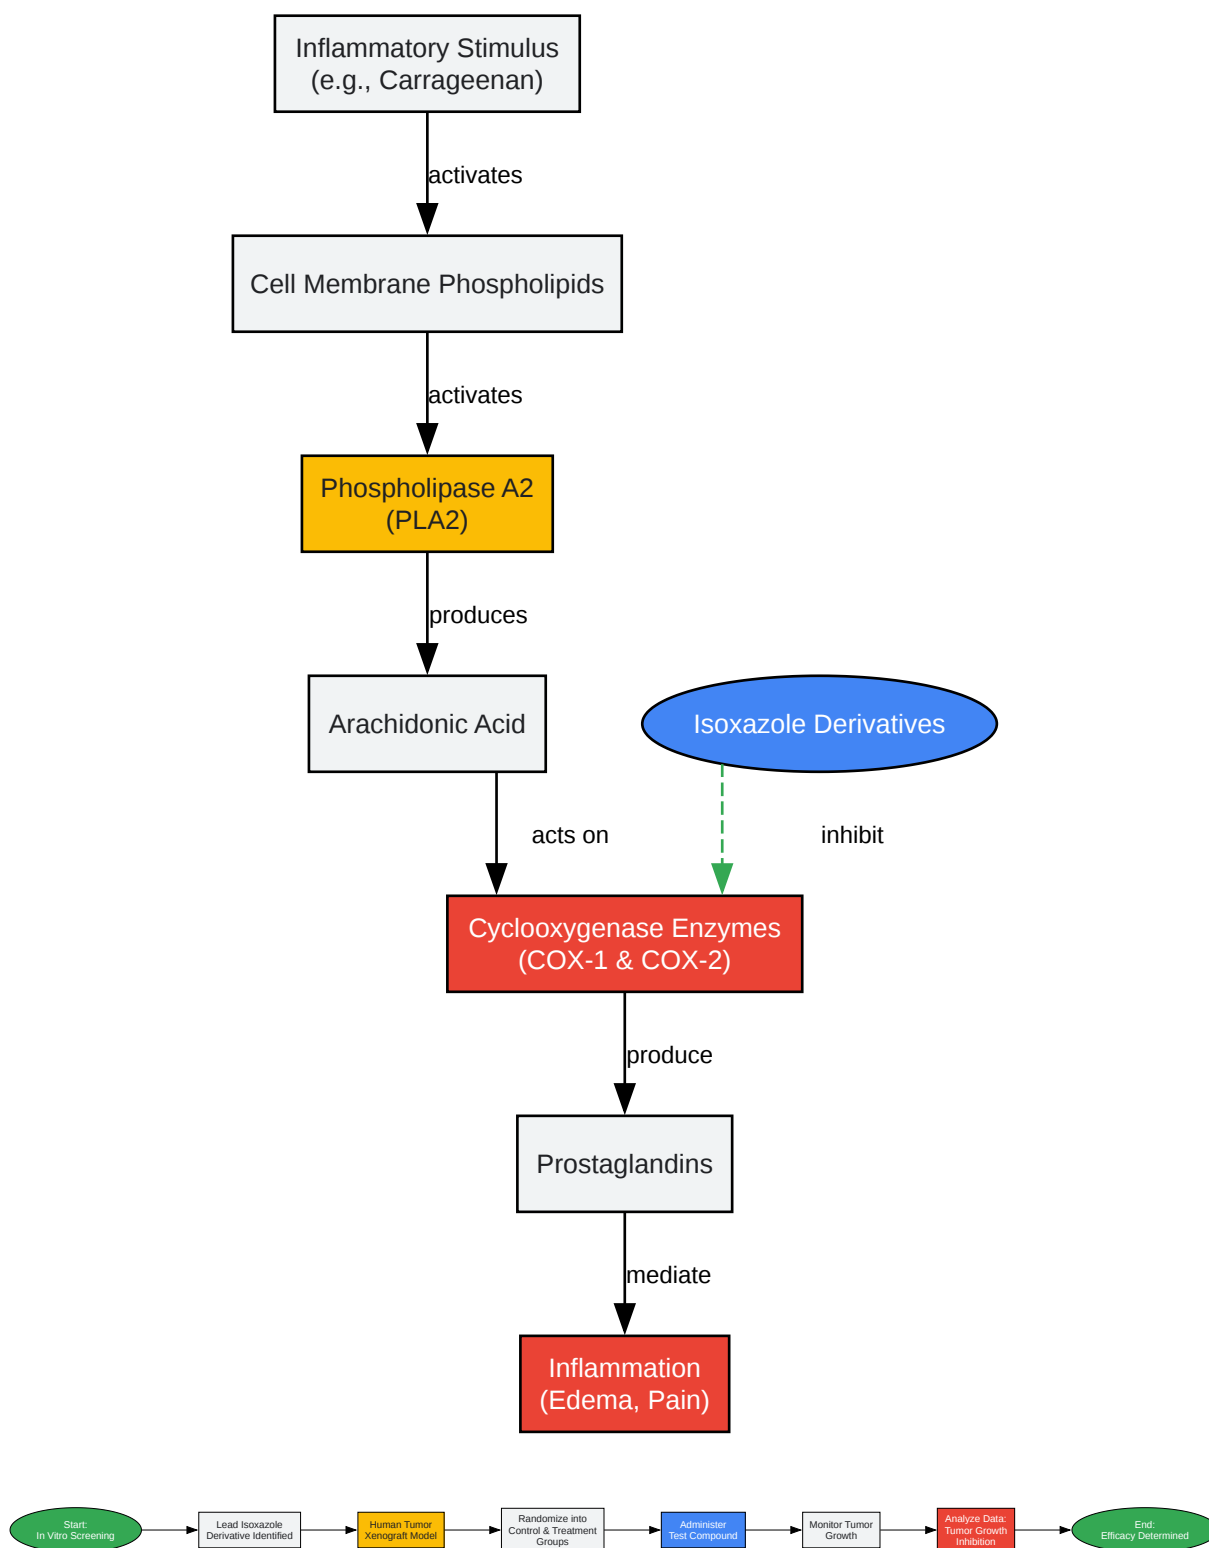 Inflammatory Stimulus
(e.g., Carrageenan)
activates
Cell Membrane Phospholipids
activates
Phospholipase A2
(PLA2)
produces
Arachidonic Acid
Isoxazole Derivatives
acts on
inhibit
Cyclooxygenase Enzymes
(COX-1 & COX-2)
produce
Prostaglandins
mediate
Inflammation
(Edema, Pain)
Start:
In Vitro Screening
Lead Isoxazole
Derivative Identified
Human Tumor
Xenograft Model
Randomize into
Control & Treatment
Groups
Administer
Test Compound
Monitor Tumor
Growth
Analyze Data:
Tumor Growth
Inhibition
End:
Efficacy Determined